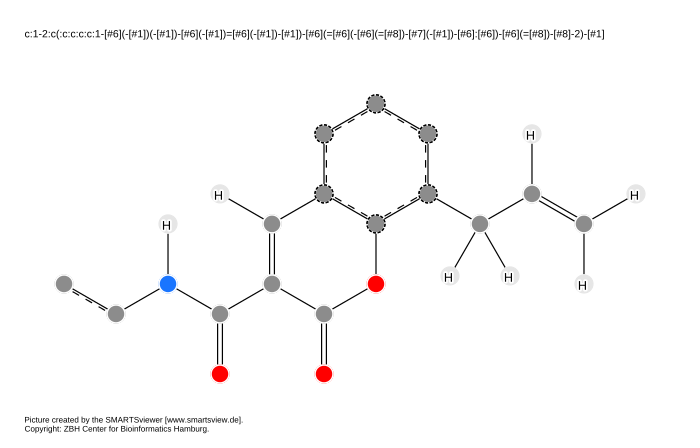 c:1-2:c(:c:c:c:c:1-[#6](-[#1])(-[#1])-[#6](-[#1])=[#6](-[#1])-[#1])-[#6](=[#6](-[#6](=[#8])-[#7](-[#1])-[#6]:[#6])-[#6](=[#8])-[#8]-2)-[#1]
H
H
H
H
H
H
H
Picture created by the SMARTSviewer [www.smartsview.de].
Copyright: ZBH Center for Bioinformatics Hamburg.